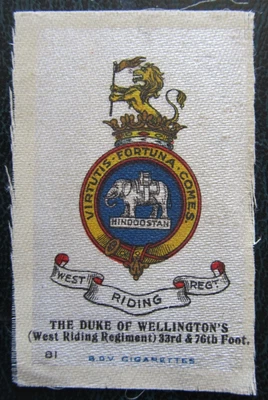 VIRTUTIS·FORTUNA·COMES.
HINDOOSTAN
WEST RIDING REGT
THE DUKE OF WELLINGTON'S
(West Riding Regiment) 33rd & 76th Foot.
81 B.D.V CIGARETTES